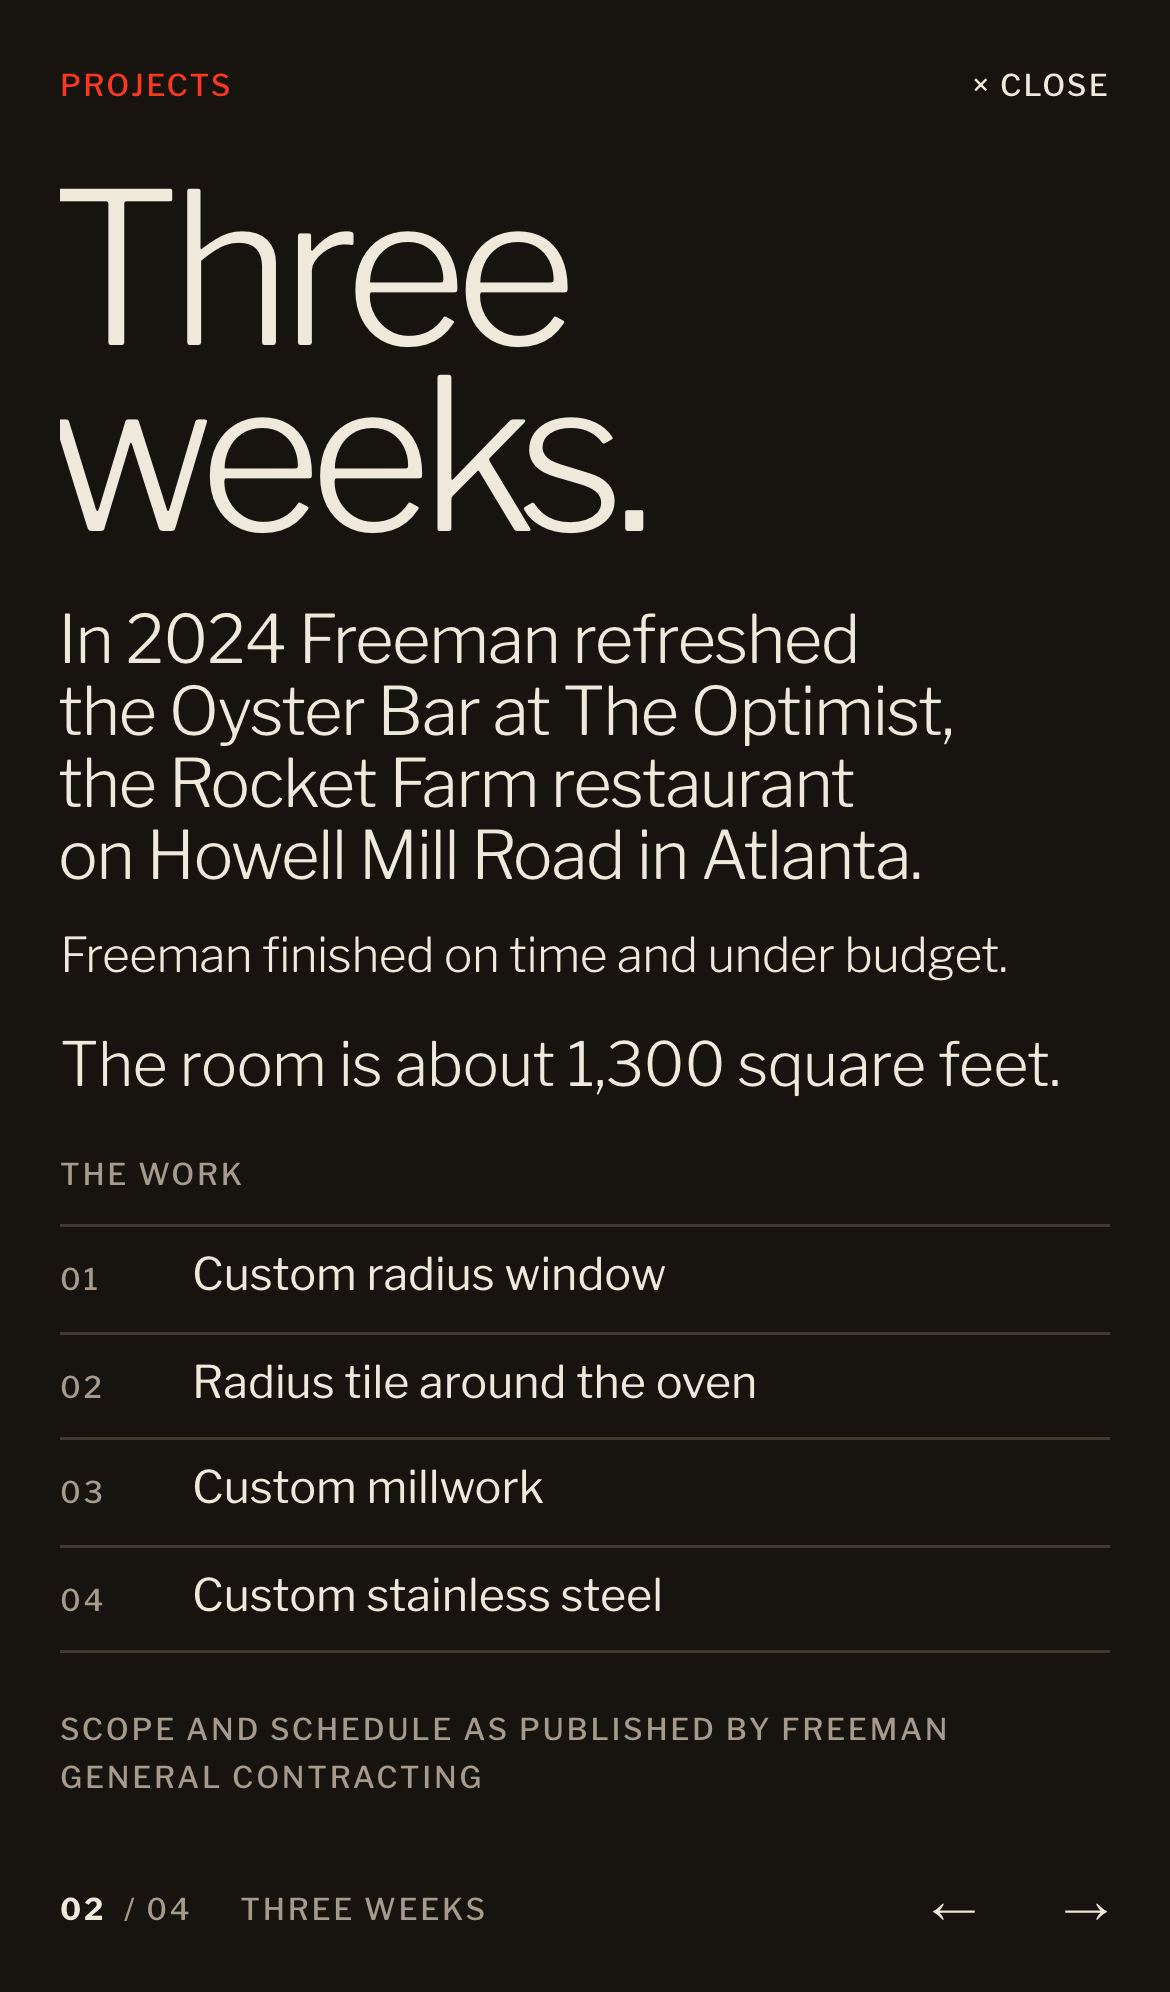 PROJECTS
× CLOSE
Three
weeks.
In 2024 Freeman refreshed
the Oyster Bar at The Optimist,
the Rocket Farm restaurant
on Howell Mill Road in Atlanta.
Freeman finished on time and under budget.
The room is about 1,300 square feet.
THE WORK
01 Custom radius window
02 Radius tile around the oven
03 Custom millwork
04 Custom stainless steel
SCOPE AND SCHEDULE AS PUBLISHED BY FREEMAN
GENERAL CONTRACTING
02 / 04 THREE WEEKS ← →